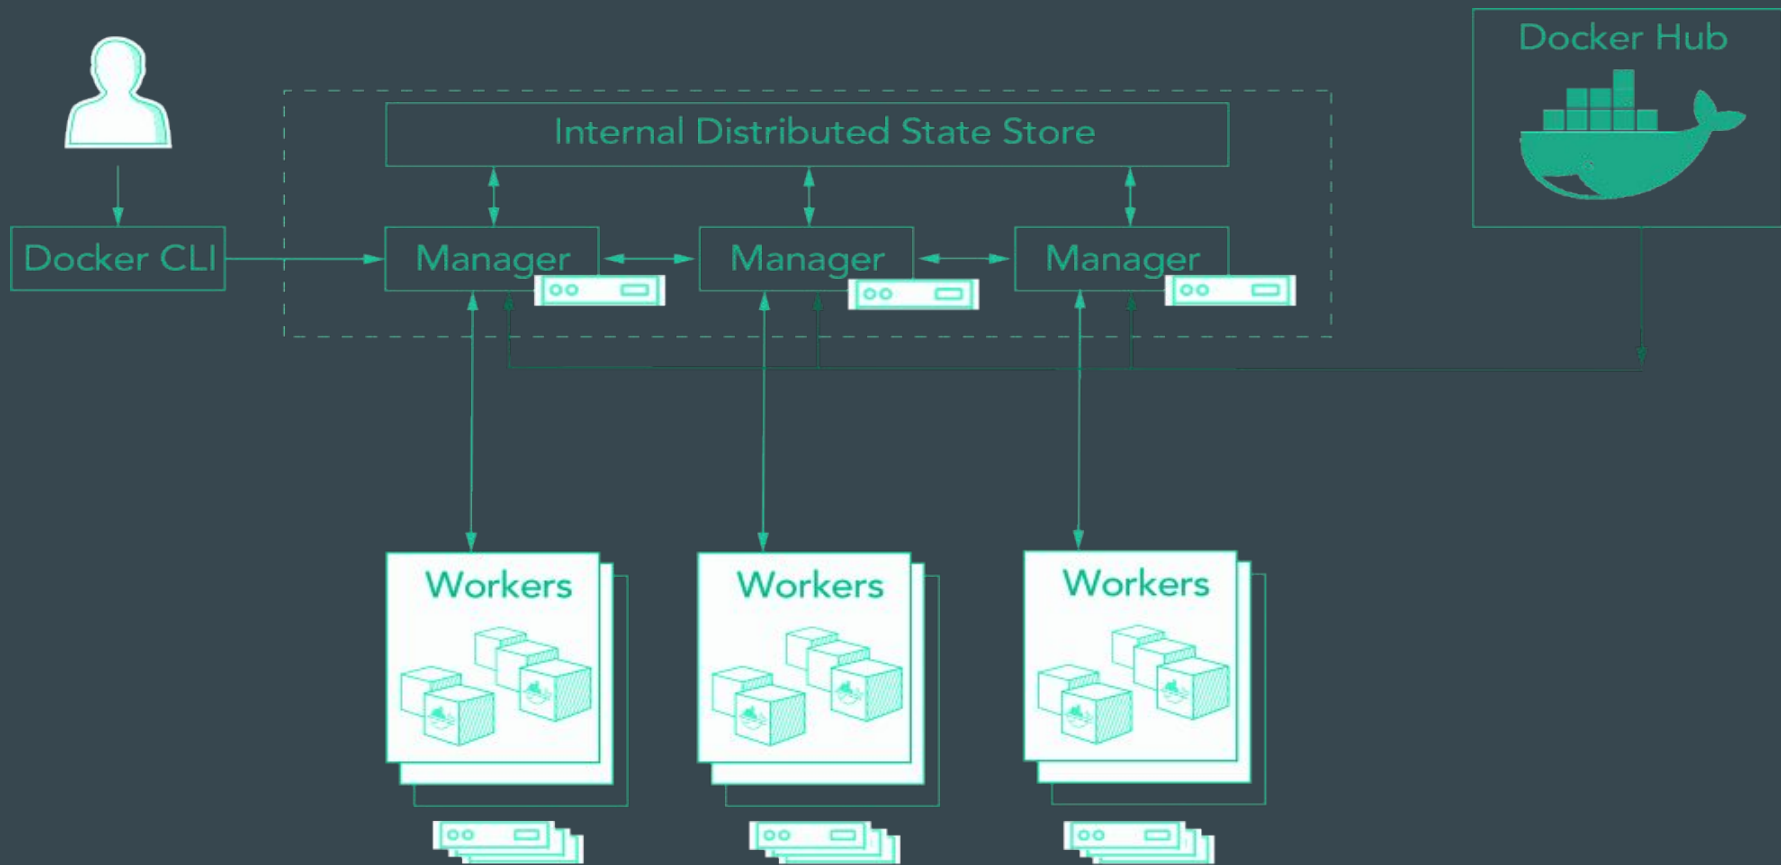 Docker Hub
Internal Distributed State Store
Docker CLI
Manager
Manager
Manager
Workers
Workers
Workers